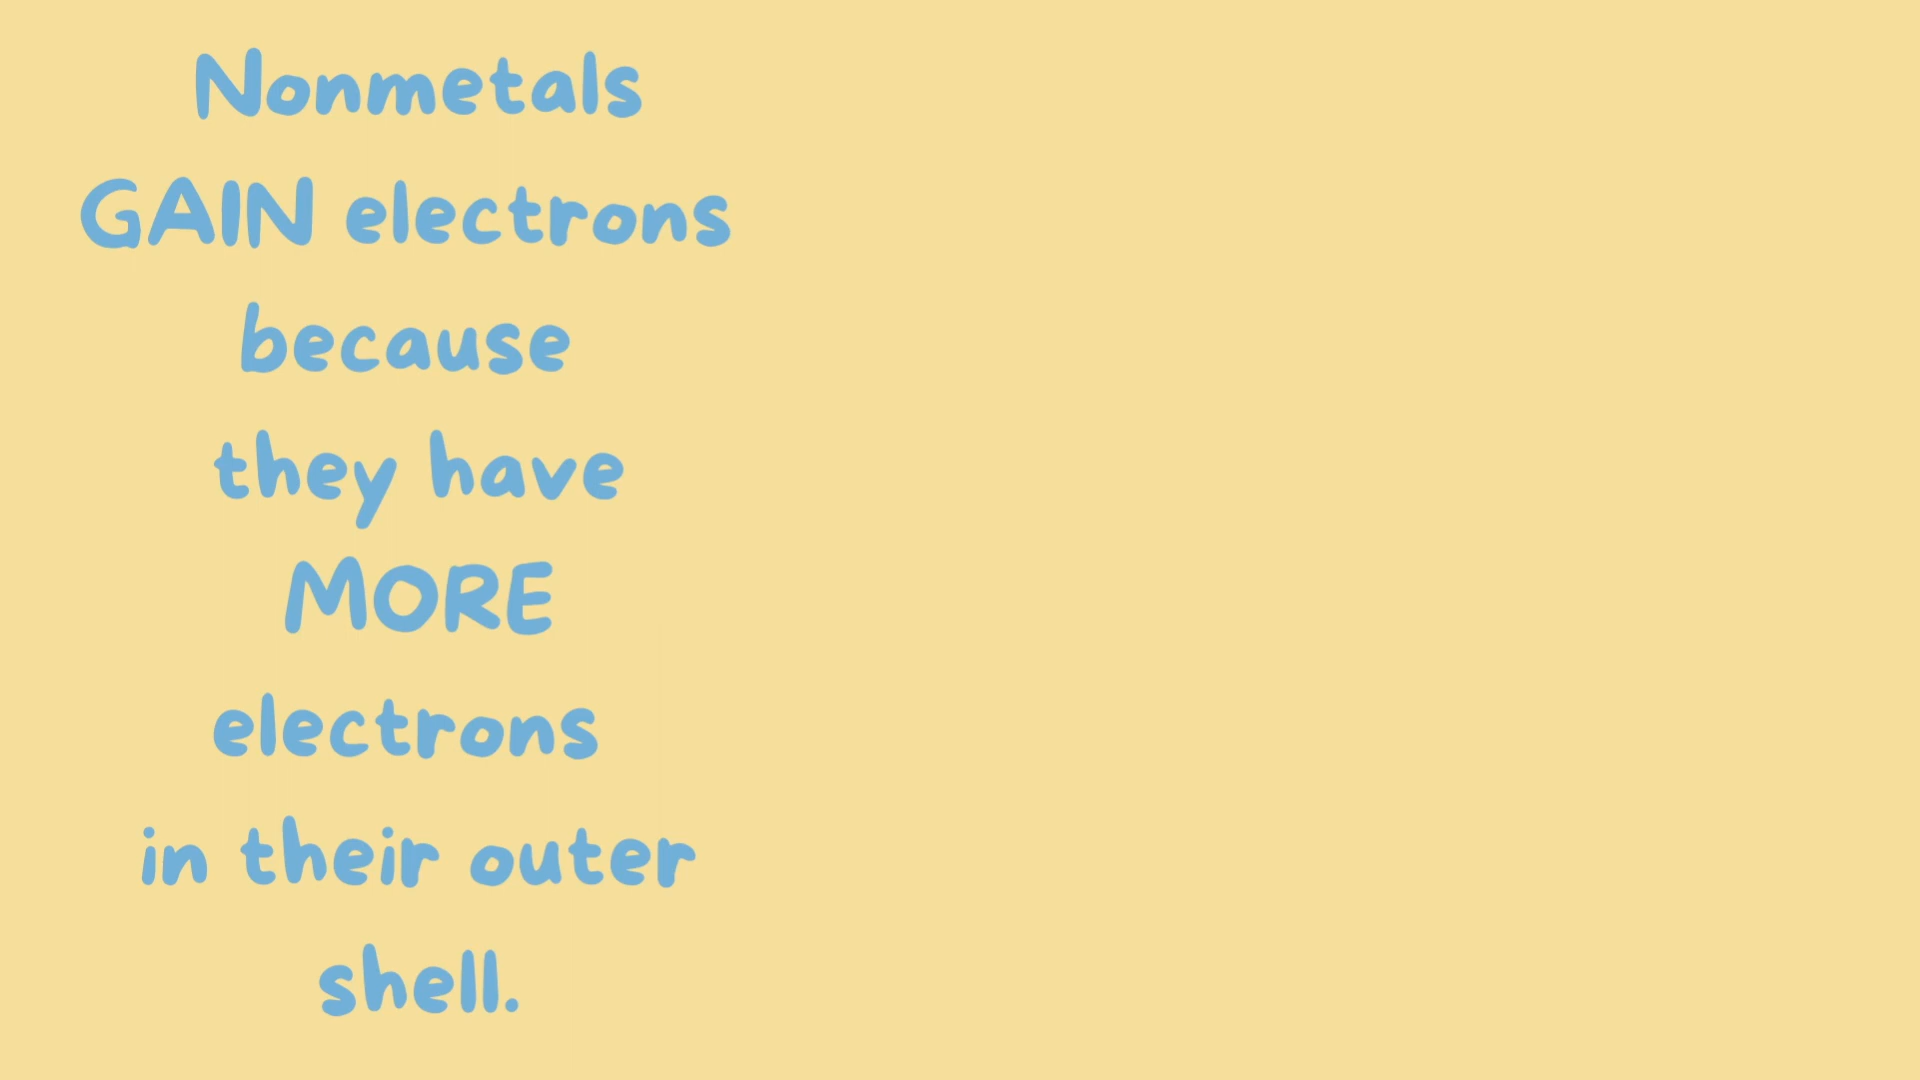 Nonmetals
GAIN electrons
because
they have
MORE
electrons
in their outer
shell.